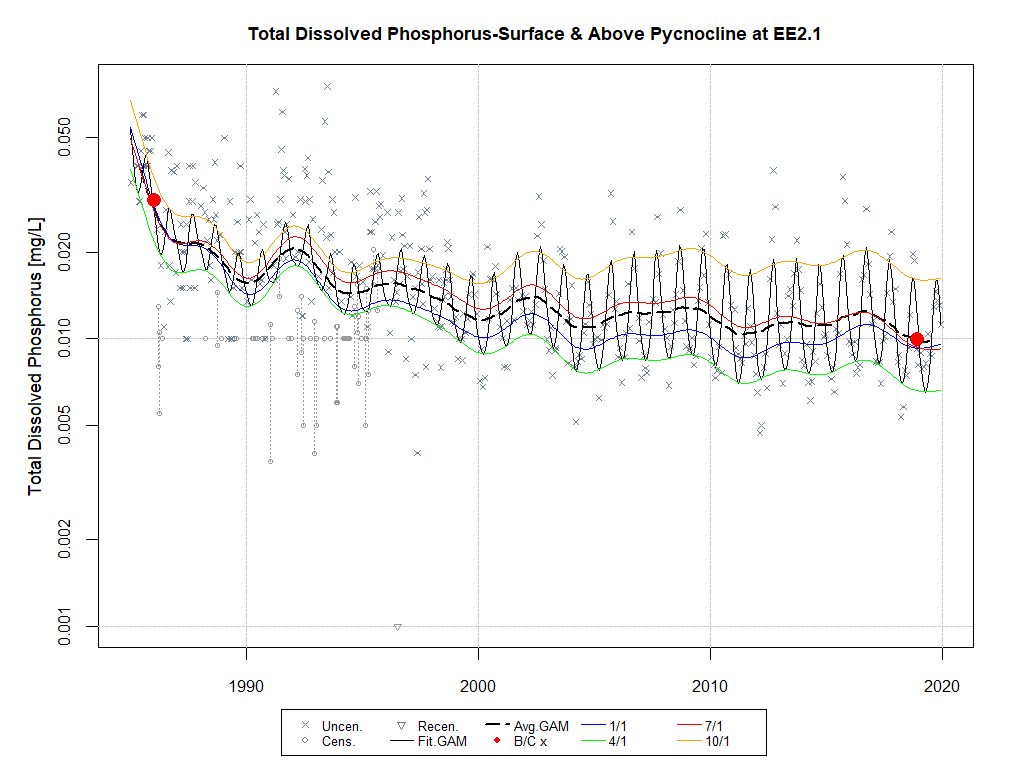 Total Dissolved Phosphorus-Surface & Above Pycnocline at EE2.1
Total Dissolved Phosphorus [mg/L]
0.050
0.020
0.010
0.005
0.002
0.001
1990 2000 2010 2020
Uncen. Recen. Avg.GAM 1/1 7/1
Cens. Fit.GAM B/C x 4/1 10/1